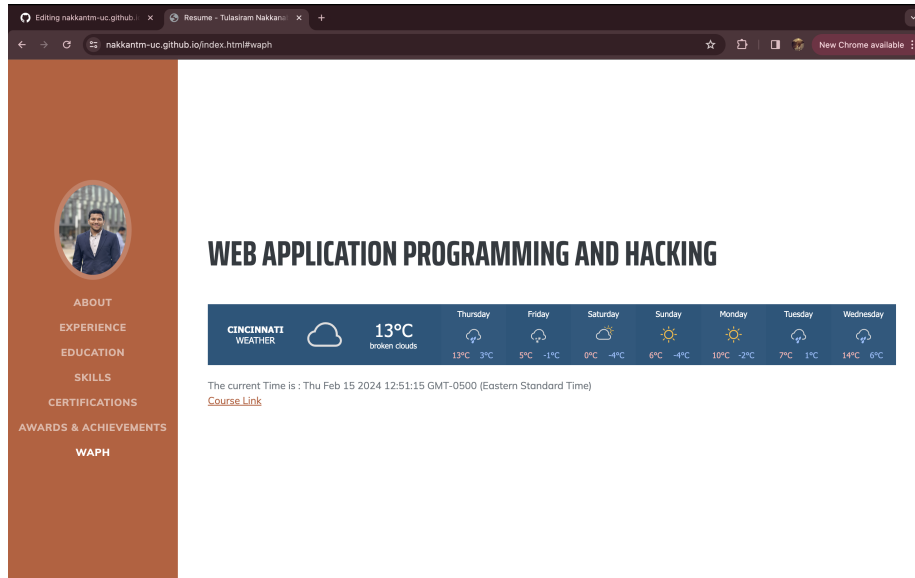 Editing nakkantm-uc.github.i
Resume - Tulasiram Nakkana
nakkantm-uc.github.io/index.html#waph
New Chrome available
ABOUT
EXPERIENCE
EDUCATION
SKILLS
CERTIFICATIONS
AWARDS & ACHIEVEMENTS
WAPH
WEB APPLICATION PROGRAMMING AND HACKING
CINCINNATI
WEATHER
13°C
broken clouds
Thursday Friday Saturday Sunday Monday Tuesday Wednesday
13°C 3°C 5°C -1°C 0°C -4°C 6°C -4°C 10°C -2°C 7°C 1°C 14°C 6°C
The current Time is : Thu Feb 15 2024 12:51:15 GMT-0500 (Eastern Standard Time)
Course Link